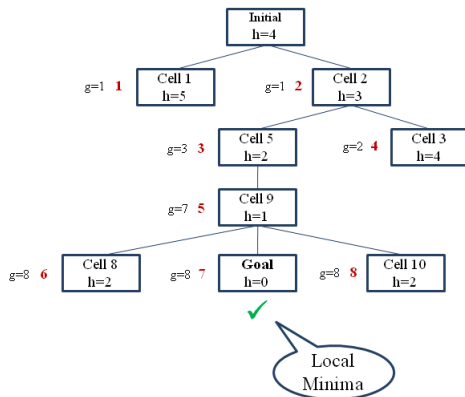 Initial
h=4
g=1 1 Cell 1 g=1 2 Cell 2
h=5 h=3
g=3 3 Cell 5 g=2 4 Cell 3
h=2 h=4
g=7 5 Cell 9
h=1
g=8 6 Cell 8 g=8 7 Goal g=8 8 Cell 10
h=2 h=0 h=2
Local
Minima